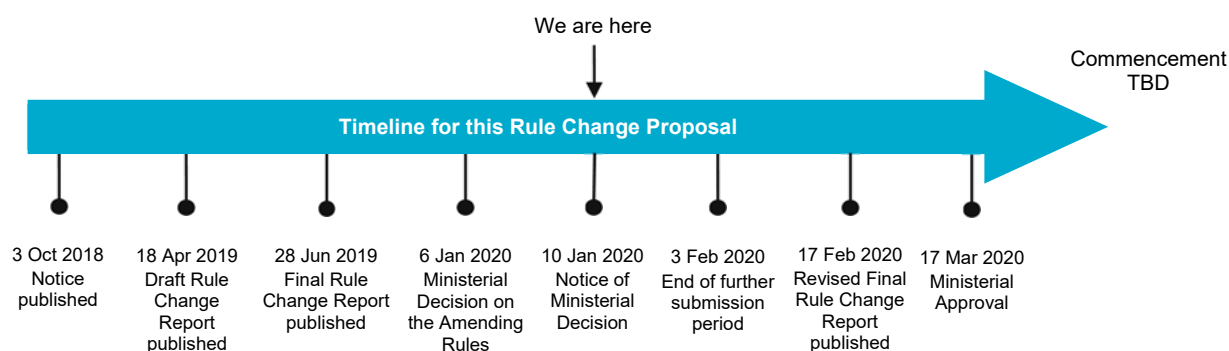 We are here
Commencement
TBD
Timeline for this Rule Change Proposal
3 Oct 2018
Notice
published
18 Apr 2019
Draft Rule
Change
Report
published
28 Jun 2019
Final Rule
Change Report
published
6 Jan 2020
Ministerial
Decision on
the Amending
Rules
10 Jan 2020
Notice of
Ministerial
Decision
3 Feb 2020
End of further
submission
period
17 Feb 2020
Revised Final
Rule Change
Report
published
17 Mar 2020
Ministerial
Approval